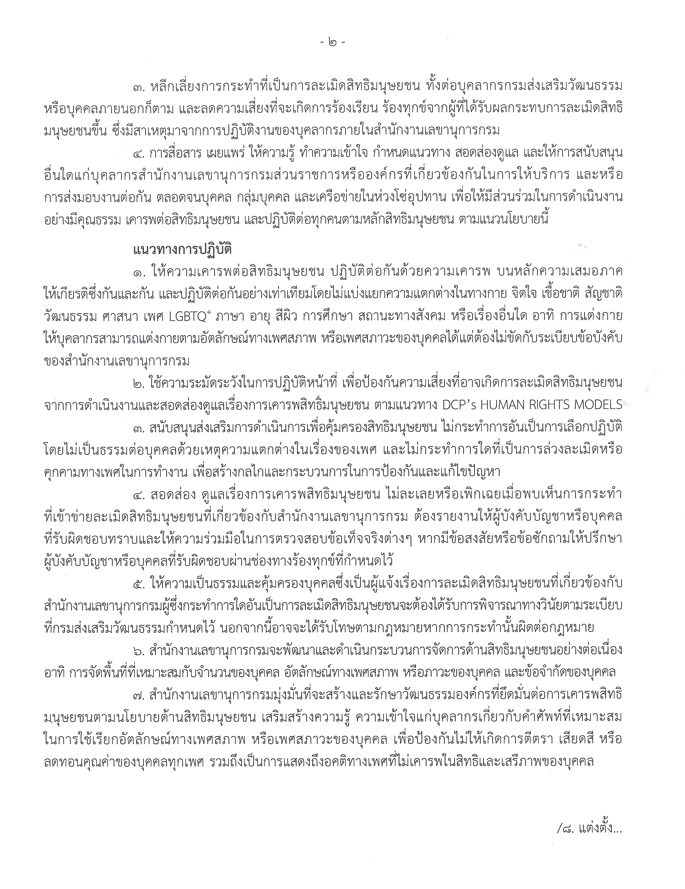 - ๒ -
๓. หลีกเลี่ยงการกระทำที่เป็นการละเมิดสิทธิมนุษยชน ทั้งต่อบุคลากรกรมส่งเสริมวัฒนธรรม
หรือบุคคลภายนอกก็ตาม และลดความเสี่ยงที่จะเกิดการร้องเรียน ร้องทุกข์จากผู้ที่ได้รับผลกระทบการละเมิดสิทธิ
มนุษยชนขึ้น ซึ่งมีสาเหตุมาจากการปฏิบัติงานของบุคลากรภายในสำนักงานเลขานุการกรม
๔. การสื่อสาร เผยแพร่ ให้ความรู้ ทำความเข้าใจ กำหนดแนวทาง สอดส่องดูแล และให้การสนับสนุน
อื่นใดแก่บุคลากรสำนักงานเลขานุการกรมส่วนราชการหรือองค์กรที่เกี่ยวข้องกันในการให้บริการ และหรือ
การส่งมอบงานต่อกัน ตลอดจนบุคคล กลุ่มบุคคล และเครือข่ายในห่วงโซ่อุปทาน เพื่อให้มีส่วนร่วมในการดำเนินงาน
อย่างมีคุณธรรม เคารพต่อสิทธิมนุษยชน และปฏิบัติต่อทุกคนตามหลักสิทธิมนุษยชน ตามแนวนโยบายนี้
แนวทางการปฏิบัติ
๑. ให้ความเคารพต่อสิทธิมนุษยชน ปฏิบัติต่อกันด้วยความเคารพ บนหลักความเสมอภาค
ให้เกียรติซึ่งกันและกัน และปฏิบัติต่อกันอย่างเท่าเทียมโดยไม่แบ่งแยกความแตกต่างในทางกาย จิตใจ เชื้อชาติ สัญชาติ
วัฒนธรรม ศาสนา เพศ LGBTQ⁺ ภาษา อายุ สีผิว การศึกษา สถานะทางสังคม หรือเรื่องอื่นใด อาทิ การแต่งกาย
ให้บุคลากรสามารถแต่งกายตามอัตลักษณ์ทางเพศสภาพ หรือเพศสภาวะของบุคคลได้แต่ต้องไม่ขัดกับระเบียบข้อบังคับ
ของสำนักงานเลขานุการกรม
๒. ใช้ความระมัดระวังในการปฏิบัติหน้าที่ เพื่อป้องกันความเสี่ยงที่อาจเกิดการละเมิดสิทธิมนุษยชน
จากการดำเนินงานและสอดส่องดูแลเรื่องการเคารพสิทธิมนุษยชน ตามแนวทาง DCP's HUMAN RIGHTS MODELS
๓. สนับสนุนส่งเสริมการดำเนินการเพื่อคุ้มครองสิทธิมนุษยชน ไม่กระทำการอันเป็นการเลือกปฏิบัติ
โดยไม่เป็นธรรมต่อบุคคลด้วยเหตุความแตกต่างในเรื่องของเพศ และไม่กระทำการใดที่เป็นการล่วงละเมิดหรือ
คุกคามทางเพศในการทำงาน เพื่อสร้างกลไกและกระบวนการในการป้องกันและแก้ไขปัญหา
๔. สอดส่อง ดูแลเรื่องการเคารพสิทธิมนุษยชน ไม่ละเลยหรือเพิกเฉยเมื่อพบเห็นการกระทำ
ที่เข้าข่ายละเมิดสิทธิมนุษยชนที่เกี่ยวข้องกับสำนักงานเลขานุการกรม ต้องรายงานให้ผู้บังคับบัญชาหรือบุคคล
ที่รับผิดชอบทราบและให้ความร่วมมือในการตรวจสอบข้อเท็จจริงต่างๆ หากมีข้อสงสัยหรือข้อซักถามให้ปรึกษา
ผู้บังคับบัญชาหรือบุคคลที่รับผิดชอบผ่านช่องทางร้องทุกข์ที่กำหนดไว้
๕. ให้ความเป็นธรรมและคุ้มครองบุคคลซึ่งเป็นผู้แจ้งเรื่องการละเมิดสิทธิมนุษยชนที่เกี่ยวข้องกับ
สำนักงานเลขานุการกรมผู้ซึ่งกระทำการใดอันเป็นการละเมิดสิทธิมนุษยชนจะต้องได้รับการพิจารณาทางวินัยตามระเบียบ
ที่กรมส่งเสริมวัฒนธรรมกำหนดไว้ นอกจากนี้อาจจะได้รับโทษตามกฎหมายหากการกระทำนั้นผิดต่อกฎหมาย
๖. สำนักงานเลขานุการกรมจะพัฒนาและดำเนินกระบวนการจัดการด้านสิทธิมนุษยชนอย่างต่อเนื่อง
อาทิ การจัดพื้นที่ที่เหมาะสมกับจำนวนของบุคคล อัตลักษณ์ทางเพศสภาพ หรือภาวะของบุคคล และข้อจำกัดของบุคคล
๗. สำนักงานเลขานุการกรมมุ่งมั่นที่จะสร้างและรักษาวัฒนธรรมองค์กรที่ยึดมั่นต่อการเคารพสิทธิ
มนุษยชนตามนโยบายด้านสิทธิมนุษยชน เสริมสร้างความรู้ ความเข้าใจแก่บุคลากรเกี่ยวกับคำศัพท์ที่เหมาะสม
ในการใช้เรียกอัตลักษณ์ทางเพศสภาพ หรือเพศสภาวะของบุคคล เพื่อป้องกันไม่ให้เกิดการตีตรา เสียดสี หรือ
ลดทอนคุณค่าของบุคคลทุกเพศ รวมถึงเป็นการแสดงถึงอคติทางเพศที่ไม่เคารพในสิทธิและเสรีภาพของบุคคล
/๘. แต่งตั้ง...